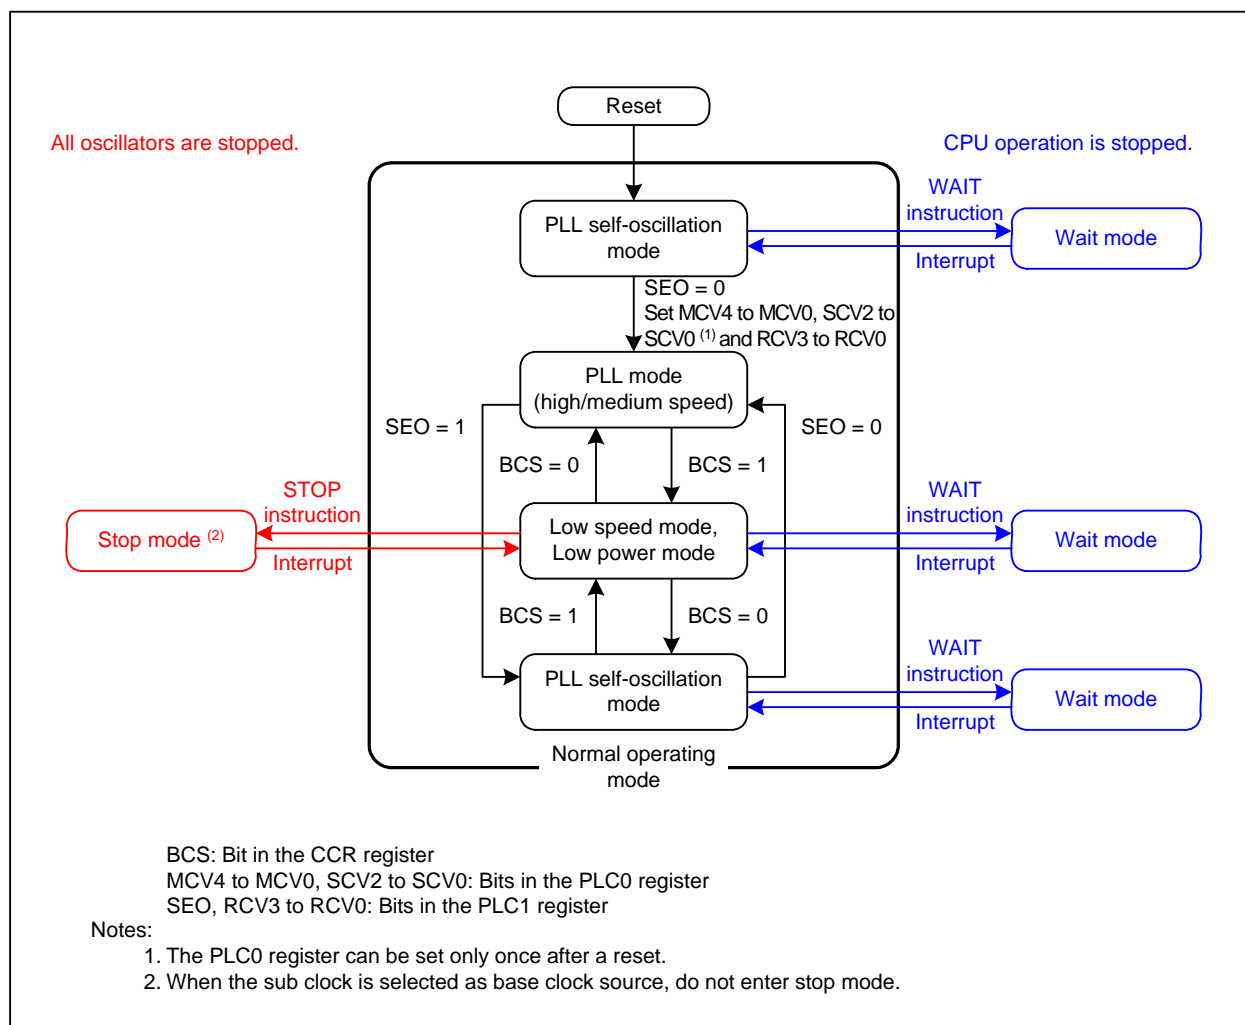 Reset
All oscillators are stopped.
CPU operation is stopped.
PLL self-oscillation
mode
WAIT
instruction
Interrupt
Wait mode
SEO = 0
Set MCV4 to MCV0, SCV2 to
SCV0 (1) and RCV3 to RCV0
PLL mode
(high/medium speed)
SEO = 1
SEO = 0
BCS = 0
BCS = 1
STOP
instruction
Interrupt
Stop mode (2)
Low speed mode,
Low power mode
WAIT
instruction
Interrupt
Wait mode
BCS = 1
BCS = 0
PLL self-oscillation
mode
WAIT
instruction
Interrupt
Wait mode
Normal operating
mode
BCS: Bit in the CCR register
MCV4 to MCV0, SCV2 to SCV0: Bits in the PLC0 register
SEO, RCV3 to RCV0: Bits in the PLC1 register
Notes:
1. The PLC0 register can be set only once after a reset.
2. When the sub clock is selected as base clock source, do not enter stop mode.